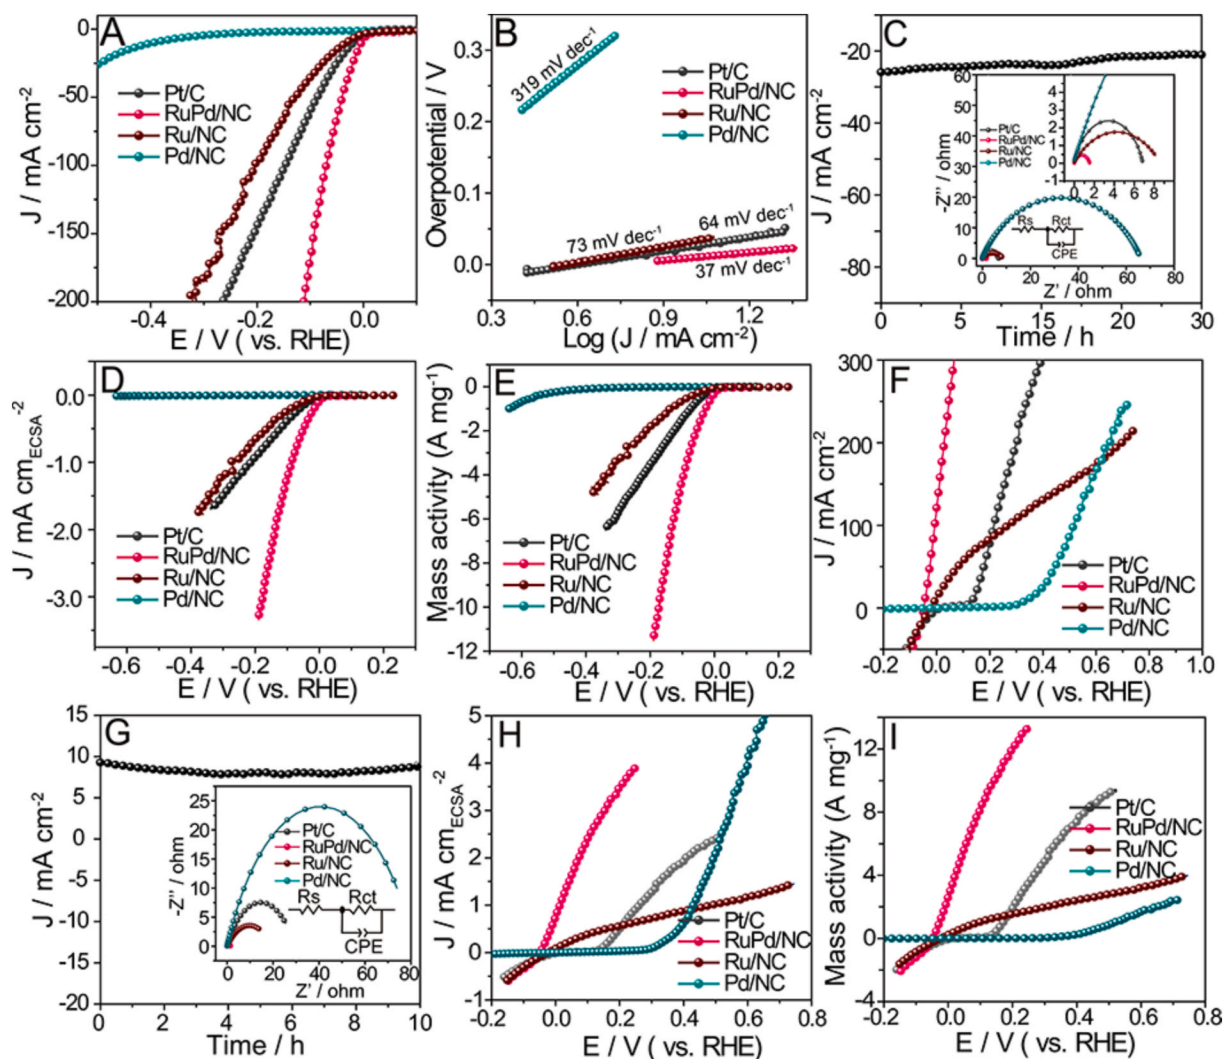 A
J / mA cm-2
0
-50
-100
-150
-200
-0.4
-0.2
0.0
E / V ( vs. RHE)
Pt/C
RuPd/NC
Ru/NC
Pd/NC
B
Overpotential / V
0.3
0.2
0.1
0.0
0.3
0.6
0.9
1.2
Log (J / mA cm-2)
319 mV dec-1
73 mV dec-1
64 mV dec-1
37 mV dec-1
Pt/C
RuPd/NC
Ru/NC
Pd/NC
C
J / mA cm-2
-20
-40
-60
-80
0
5
10
15
20
22
30
Time / h
-Z'' / ohm
60
50
40
30
20
10
0
0
20
40
60
80
Z' / ohm
Pt/C
RuPd/NC
Ru/NC
Pd/NC
Rs
Rct
CPE
5
4
3
2
1
0
-1
0
2
4
6
8
D
J / mA cmECSA-2
0.0
-1.0
-2.0
-3.0
-0.6
-0.4
-0.2
0.0
0.2
E / V ( vs. RHE)
Pt/C
RuPd/NC
Ru/NC
Pd/NC
E
Mass activity (A mg-1)
0
-2
-4
-6
-8
-10
-12
-0.6
-0.4
-0.2
0.0
0.2
E / V ( vs. RHE)
Pt/C
RuPd/NC
Ru/NC
Pd/NC
F
J / mA cm-2
300
200
100
0
-0.2
0.0
0.2
0.4
0.6
0.8
1.0
E / V ( vs. RHE)
Pt/C
RuPd/NC
Ru/NC
Pd/NC
G
J / mA cm-2
15
10
5
0
-5
-10
-15
-20
0
2
4
6
8
10
Time / h
-Z'' / ohm
25
20
15
10
5
0
0
20
40
60
Z' / ohm
Pt/C
RuPd/NC
Ru/NC
Pd/NC
Rs
Rct
CPE
H
J / mA cmECSA-2
5
4
3
2
1
0
-1
-0.2
0.0
0.2
0.4
0.6
0.8
E / V ( vs. RHE)
Pt/C
RuPd/NC
Ru/NC
Pd/NC
I
Mass activity (A mg-1)
12
8
4
0
-4
-0.2
0.0
0.2
0.4
0.6
0.8
E / V ( vs. RHE)
Pt/C
RuPd/NC
Ru/NC
Pd/NC